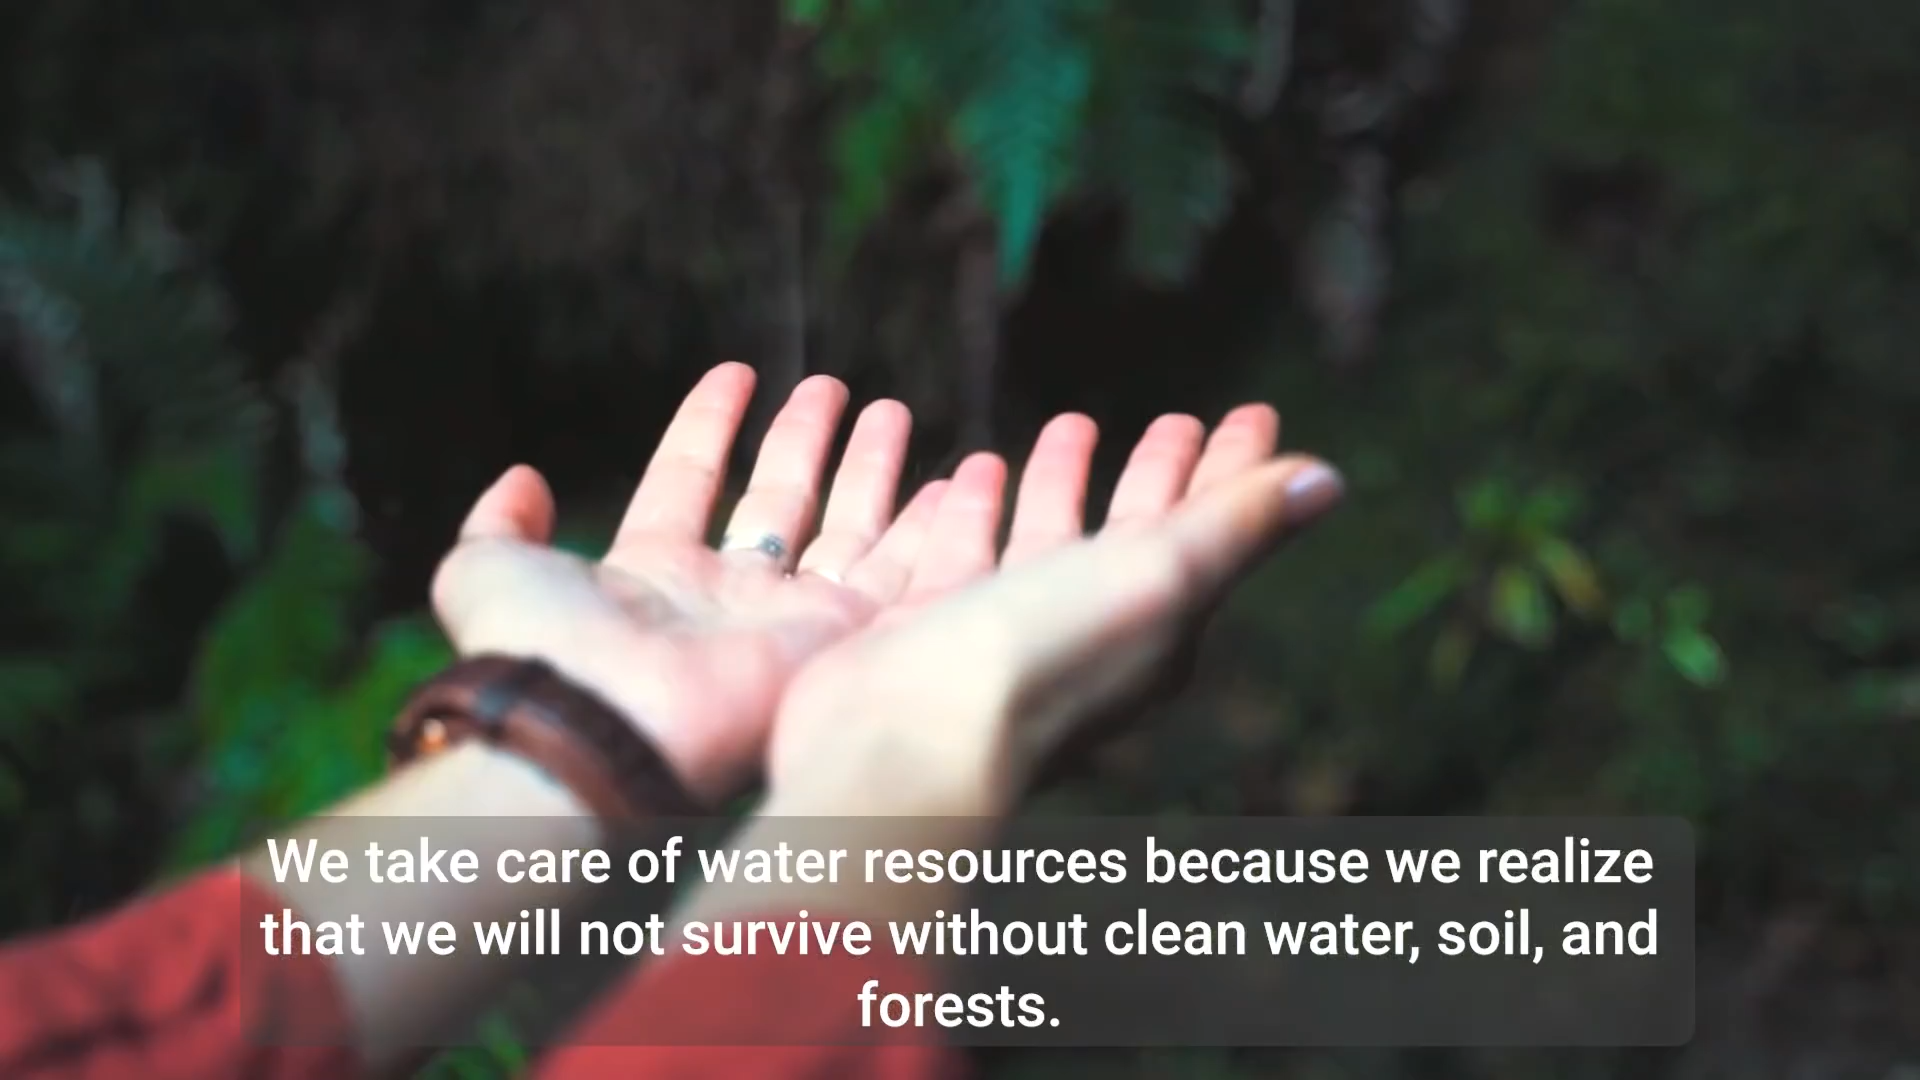 We take care of water resources because we realize
that we will not survive without clean water, soil, and
forests.